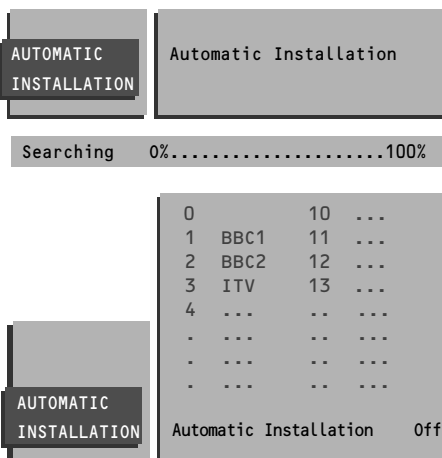 AUTOMATIC
INSTALLATION
Automatic Installation
Searching 0%.....................100%
0 10 ...
1 BBC1 11 ...
2 BBC2 12 ...
3 ITV 13 ...
4 ... .. ...
. ... .. ...
. ... .. ...
. ... .. ...
AUTOMATIC
INSTALLATION
Automatic Installation Off